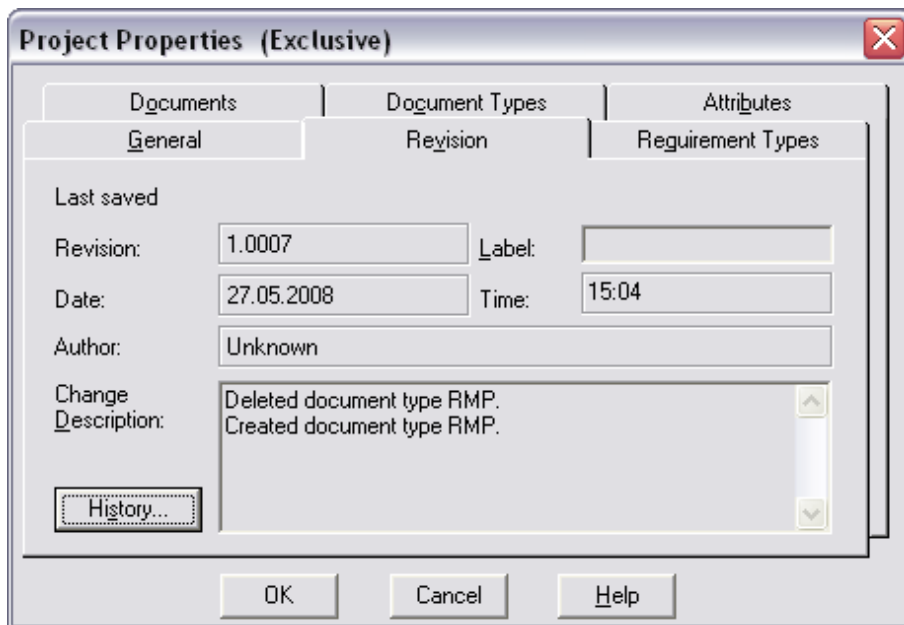 Project Properties (Exclusive)
Documents Document Types Attributes
General Revision Reguirement Types
Last saved
Revision: 1.0007 Label:
Date: 27.05.2008 Time: 15:04
Author: Unknown
Change Description: Deleted document type RMP.
Created document type RMP.
History...
OK Cancel Help